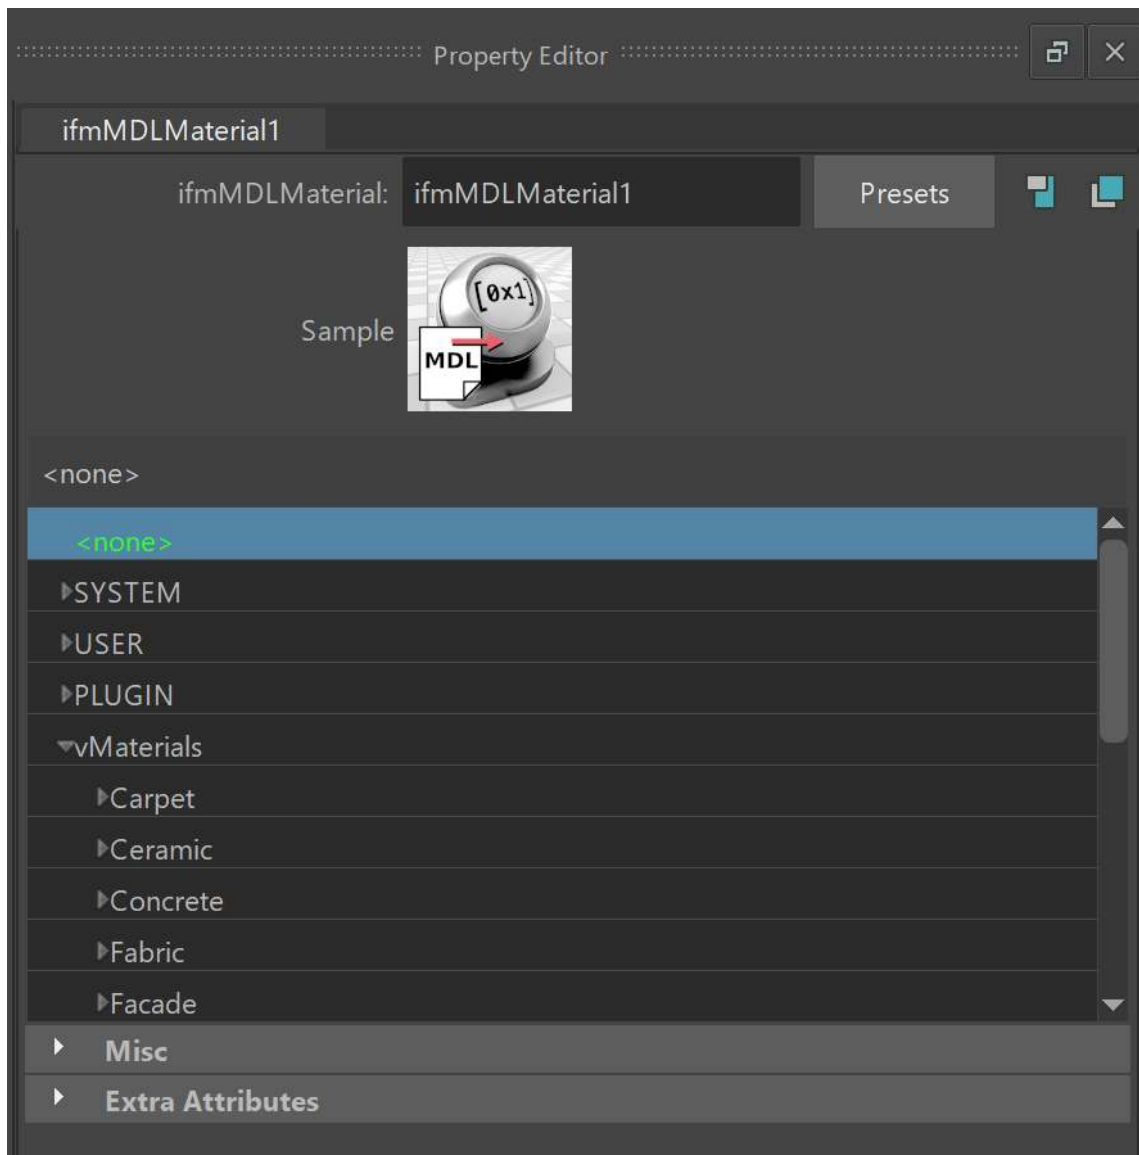 Property Editor
ifmMDLMaterial1
ifmMDLMaterial: ifmMDLMaterial1 Presets
[0x1]
Sample
MDL
<none>
<none>
SYSTEM
USER
PLUGIN
vMaterials
Carpet
Ceramic
Concrete
Fabric
Facade
Misc
Extra Attributes